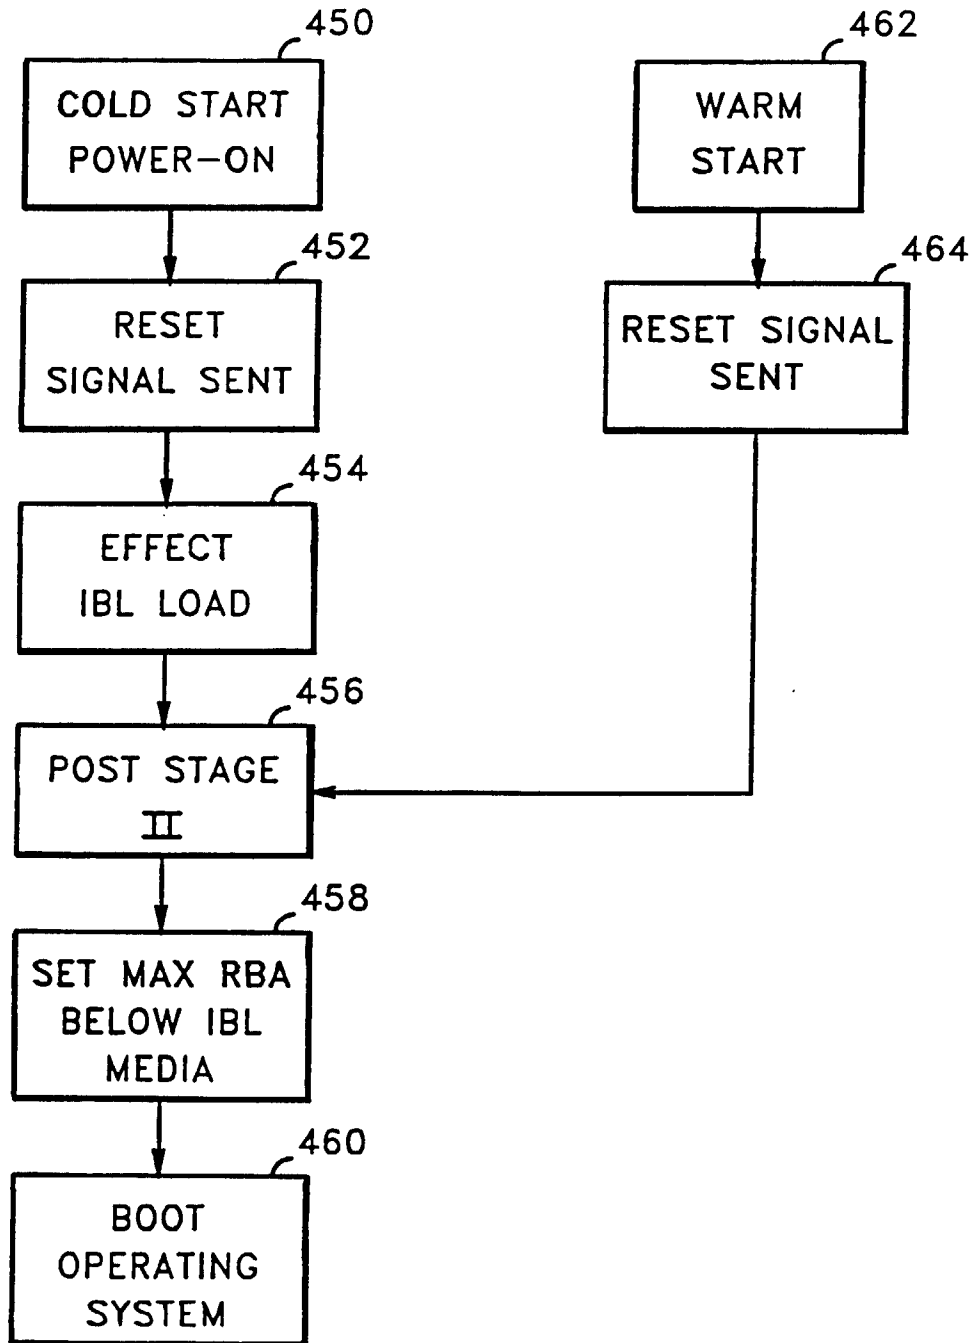 450
COLD START
POWER-ON
452
RESET
SIGNAL SENT
454
EFFECT
IBL LOAD
456
POST STAGE
II
458
SET MAX RBA
BELOW IBL
MEDIA
460
BOOT
OPERATING
SYSTEM
462
WARM
START
464
RESET SIGNAL
SENT